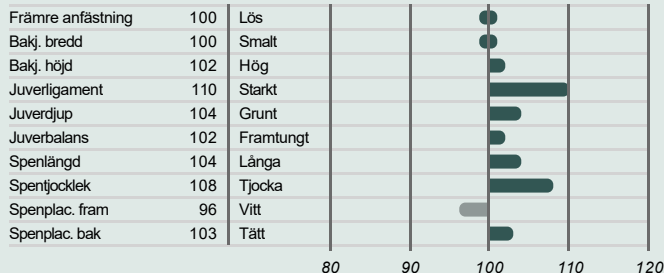 Främre anfästning 100 Lös
Bakj. bredd 100 Smalt
Bakj. höjd 102 Hög
Juverligament 110 Starkt
Juverdjup 104 Grunt
Juverbalans 102 Framtungt
Spenlängd 104 Långa
Spentjocklek 108 Tjocka
Spenplac. fram 96 Vitt
Spenplac. bak 103 Tätt
80 90 100 110 120